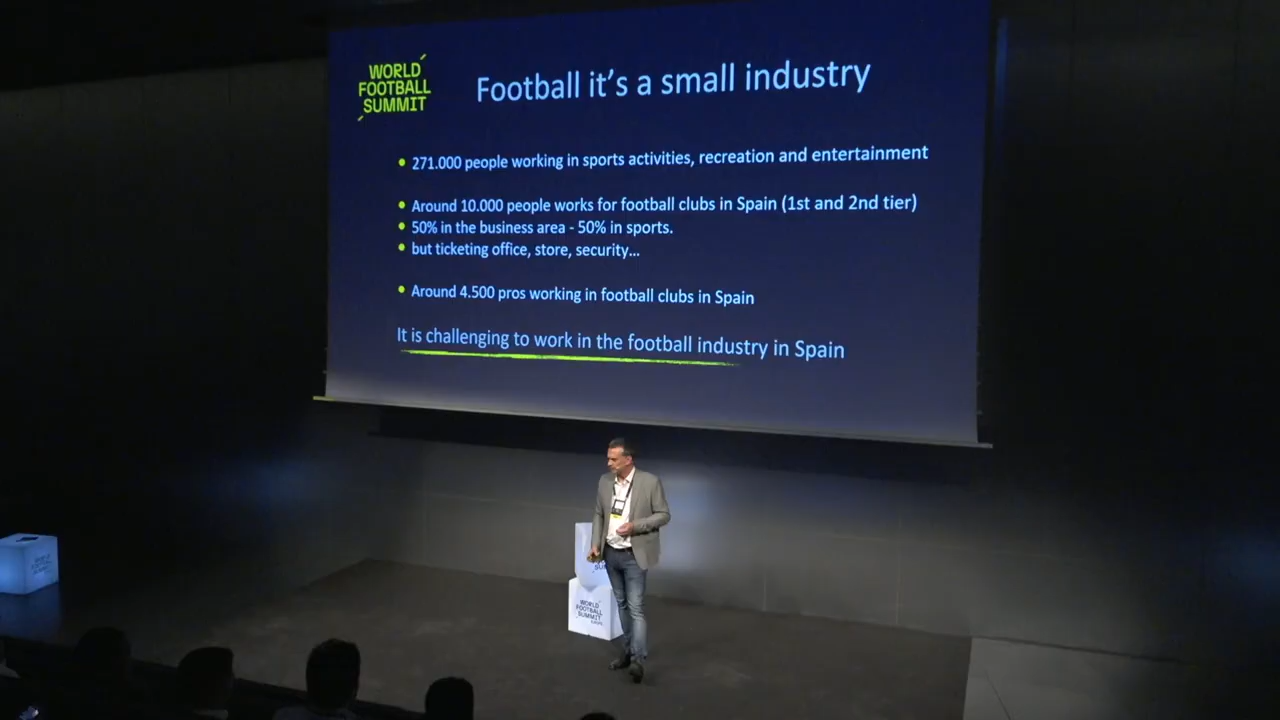 WORLD
FOOTBALL
SUMMIT
Football it's a small industry
271.000 people working in sports activities, recreation and entertainment
Around 10.000 people works for football clubs in Spain (1st and 2nd tier)
50% in the business area - 50% in sports.
but ticketing office, store, security...
Around 4.500 pros working in football clubs in Spain
It is challenging to work in the football industry in Spain
WORLD
FOOTBALL
SUMMIT